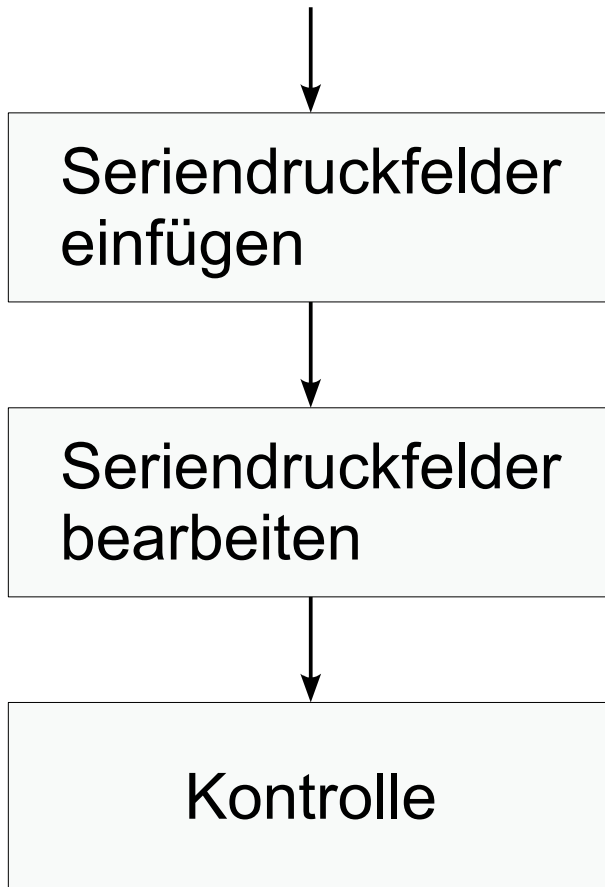 Seriendruckfelder
einfügen
Seriendruckfelder
bearbeiten
Kontrolle